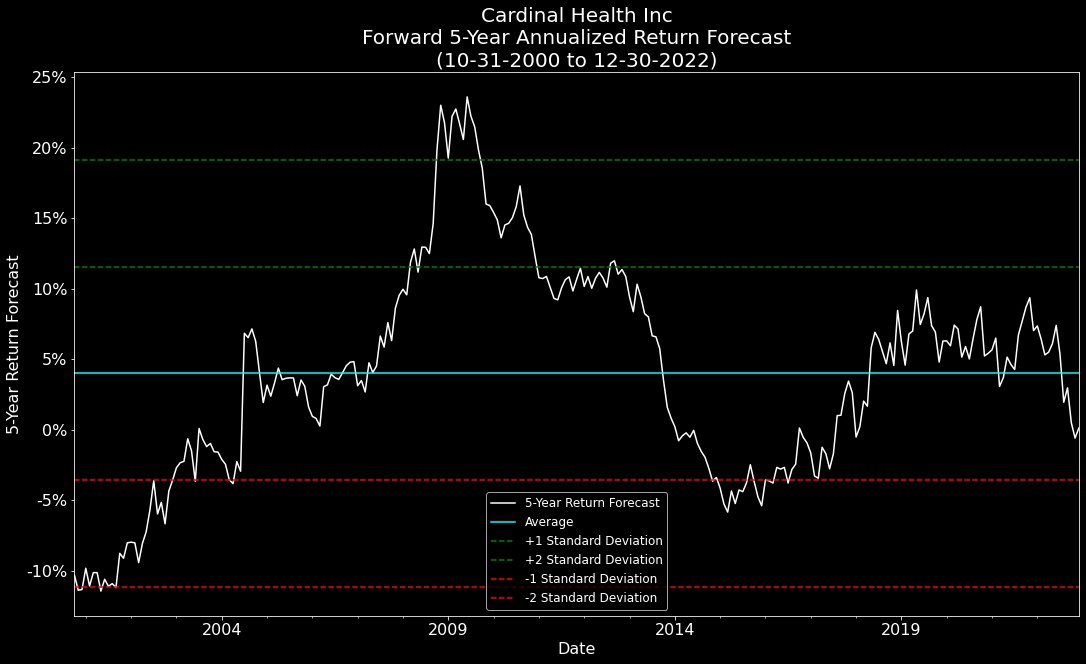 Cardinal Health Inc
Forward 5-Year Annualized Return Forecast
(10-31-2000 to 12-30-2022)
25%
20%
15%
10%
5%
0%
-5%
-10%
5-Year Return Forecast
5-Year Return Forecast
Average
+1 Standard Deviation
+2 Standard Deviation
-1 Standard Deviation
-2 Standard Deviation
2004
2009
2014
2019
Date